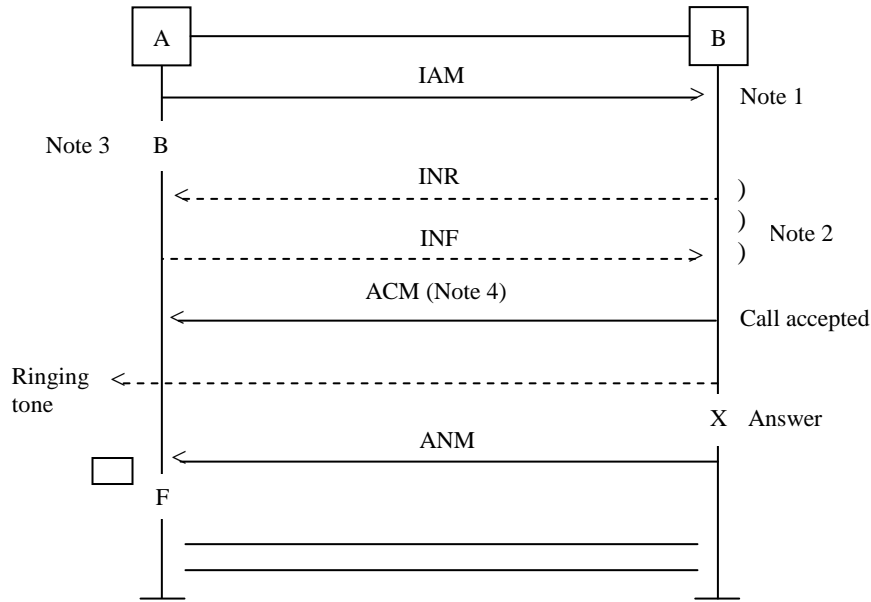 A
B
IAM
Note 1
Note 3
B
INR
)
)
Note 2
INF
)
ACM (Note 4)
Call accepted
Ringing
tone
X Answer
ANM
F